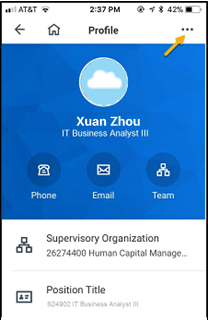 AT&T 2:37 PM 42%
Profile
Xuan Zhou
IT Business Analyst III
Phone Email Team
Supervisory Organization
26274400 Human Capital Manage...
Position Title
S24902 IT Business Analyst III